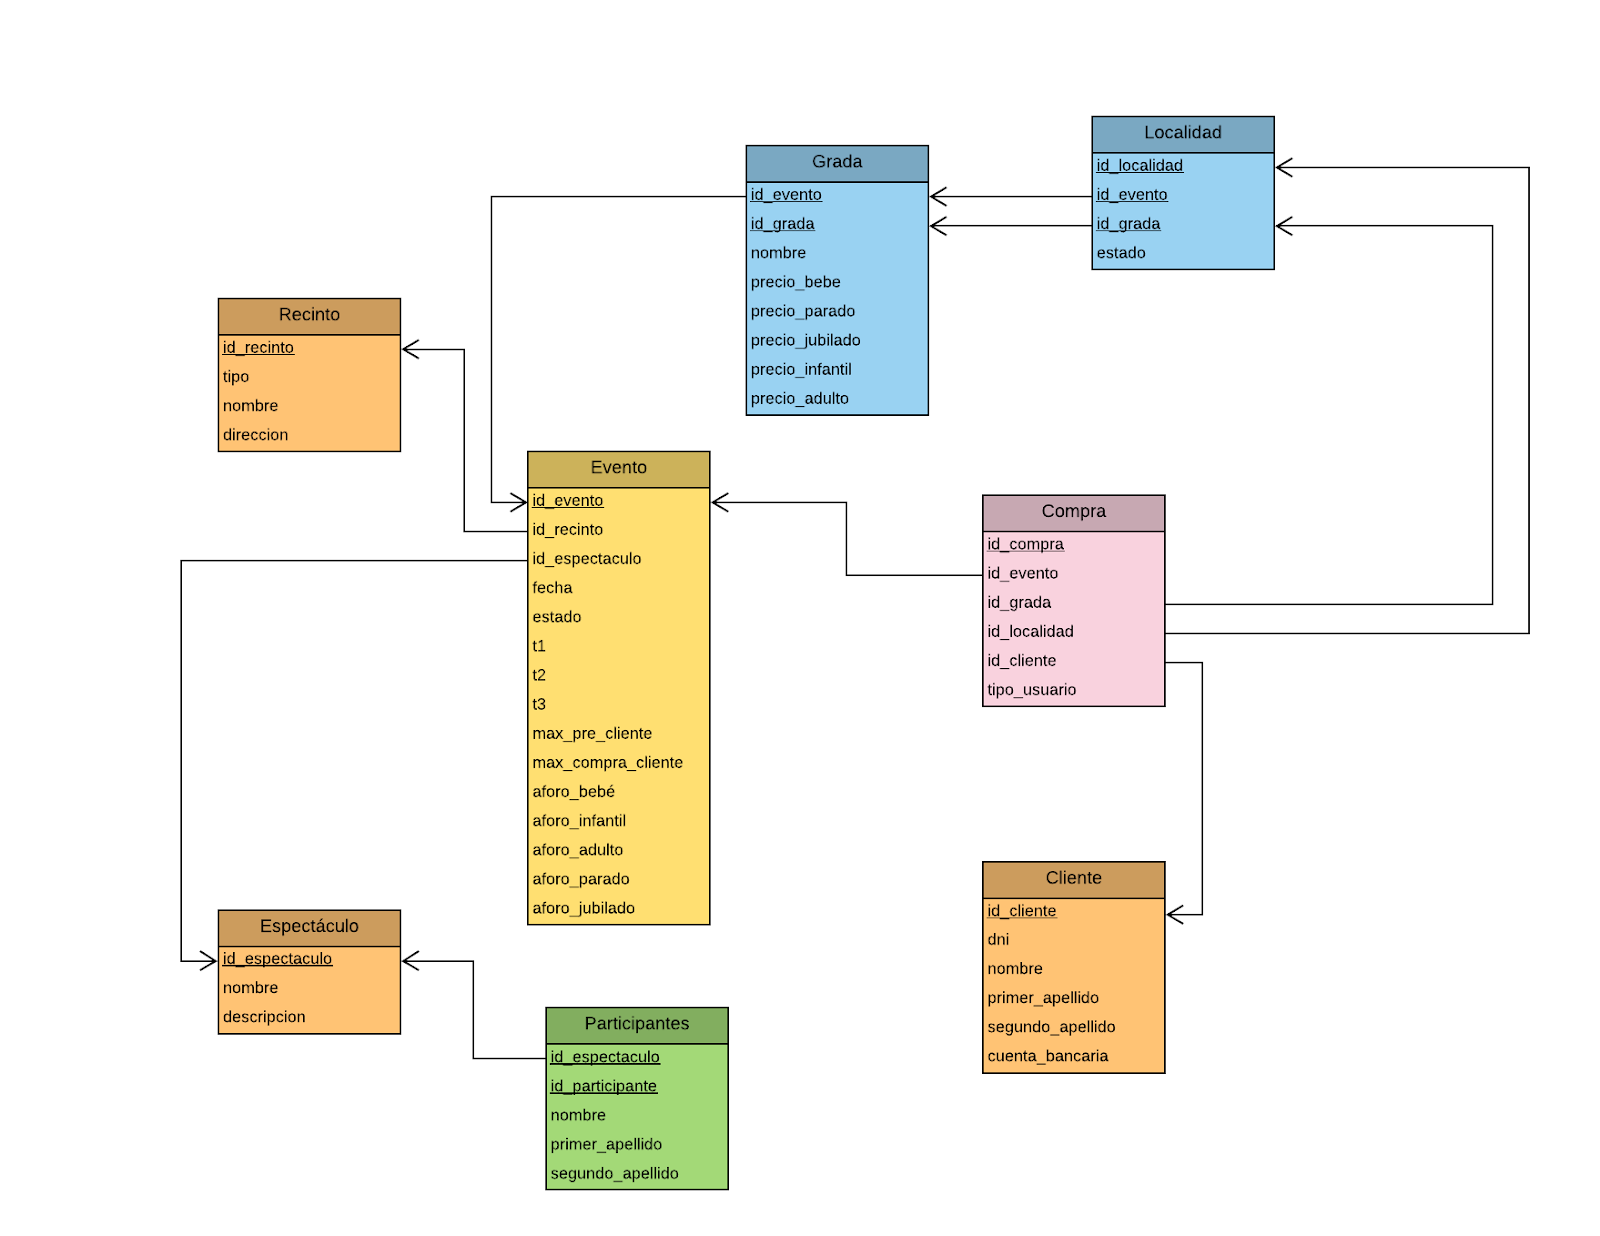 Localidad
id_localidad
id_evento
id_grada
estado
Grada
id_evento
id_grada
nombre
precio_bebe
precio_parado
precio_jubilado
precio_infantil
precio_adulto
Recinto
id_recinto
tipo
nombre
direccion
Evento
id_evento
id_recinto
id_espectaculo
fecha
estado
t1
t2
t3
max_pre_cliente
max_compra_cliente
aforo_bebé
aforo_infantil
aforo_adulto
aforo_parado
aforo_jubilado
Compra
id_compra
id_evento
id_grada
id_localidad
id_cliente
tipo_usuario
Cliente
id_cliente
dni
nombre
primer_apellido
segundo_apellido
cuenta_bancaria
Espectáculo
id_espectaculo
nombre
descripcion
Participantes
id_espectaculo
id_participante
nombre
primer_apellido
segundo_apellido